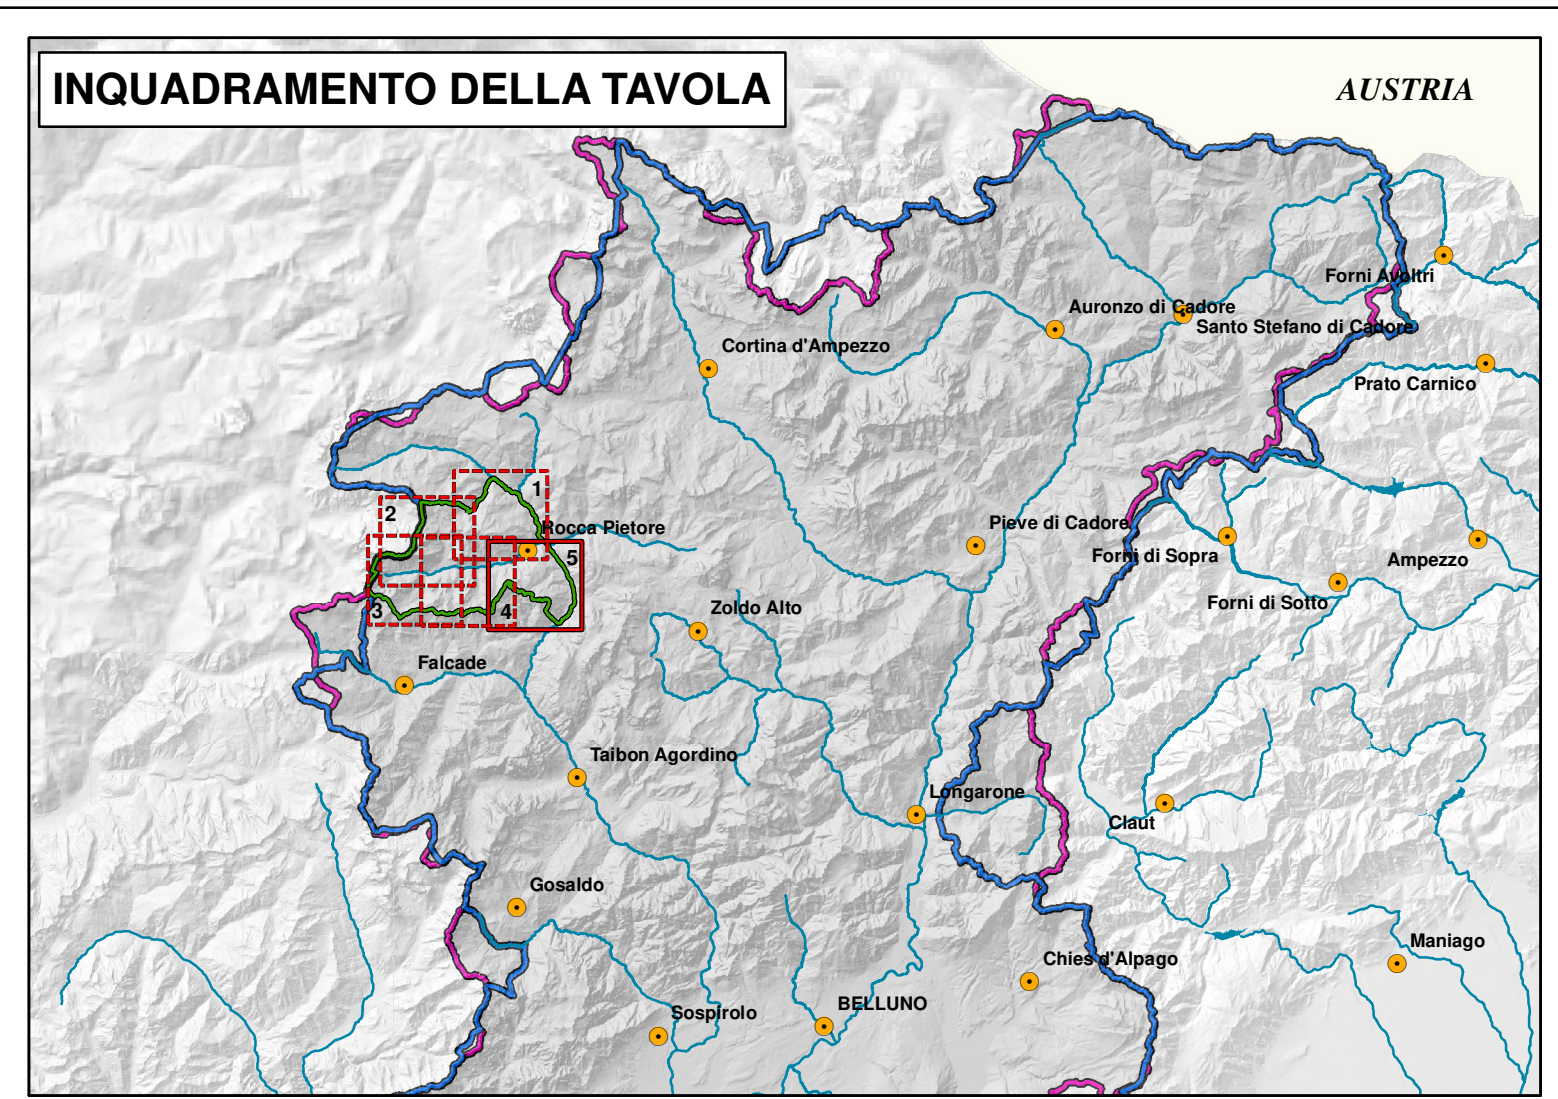 INQUADRAMENTO DELLA TAVOLA
AUSTRIA
Forni Avoltri
Auronzo di Cadore
Santo Stefano di Cadore
Cortina d'Ampezzo
Prato Carnico
1
2
Rocca Pietore
Pieve di Cadore
5
Forni di Sopra
Ampezzo
3
4
Zoldo Alto
Forni di Sotto
Falcade
Taibon Agordino
Longarone
Claut
Gosaldo
Maniago
Chies d'Alpago
BELLUNO
Sospirolo